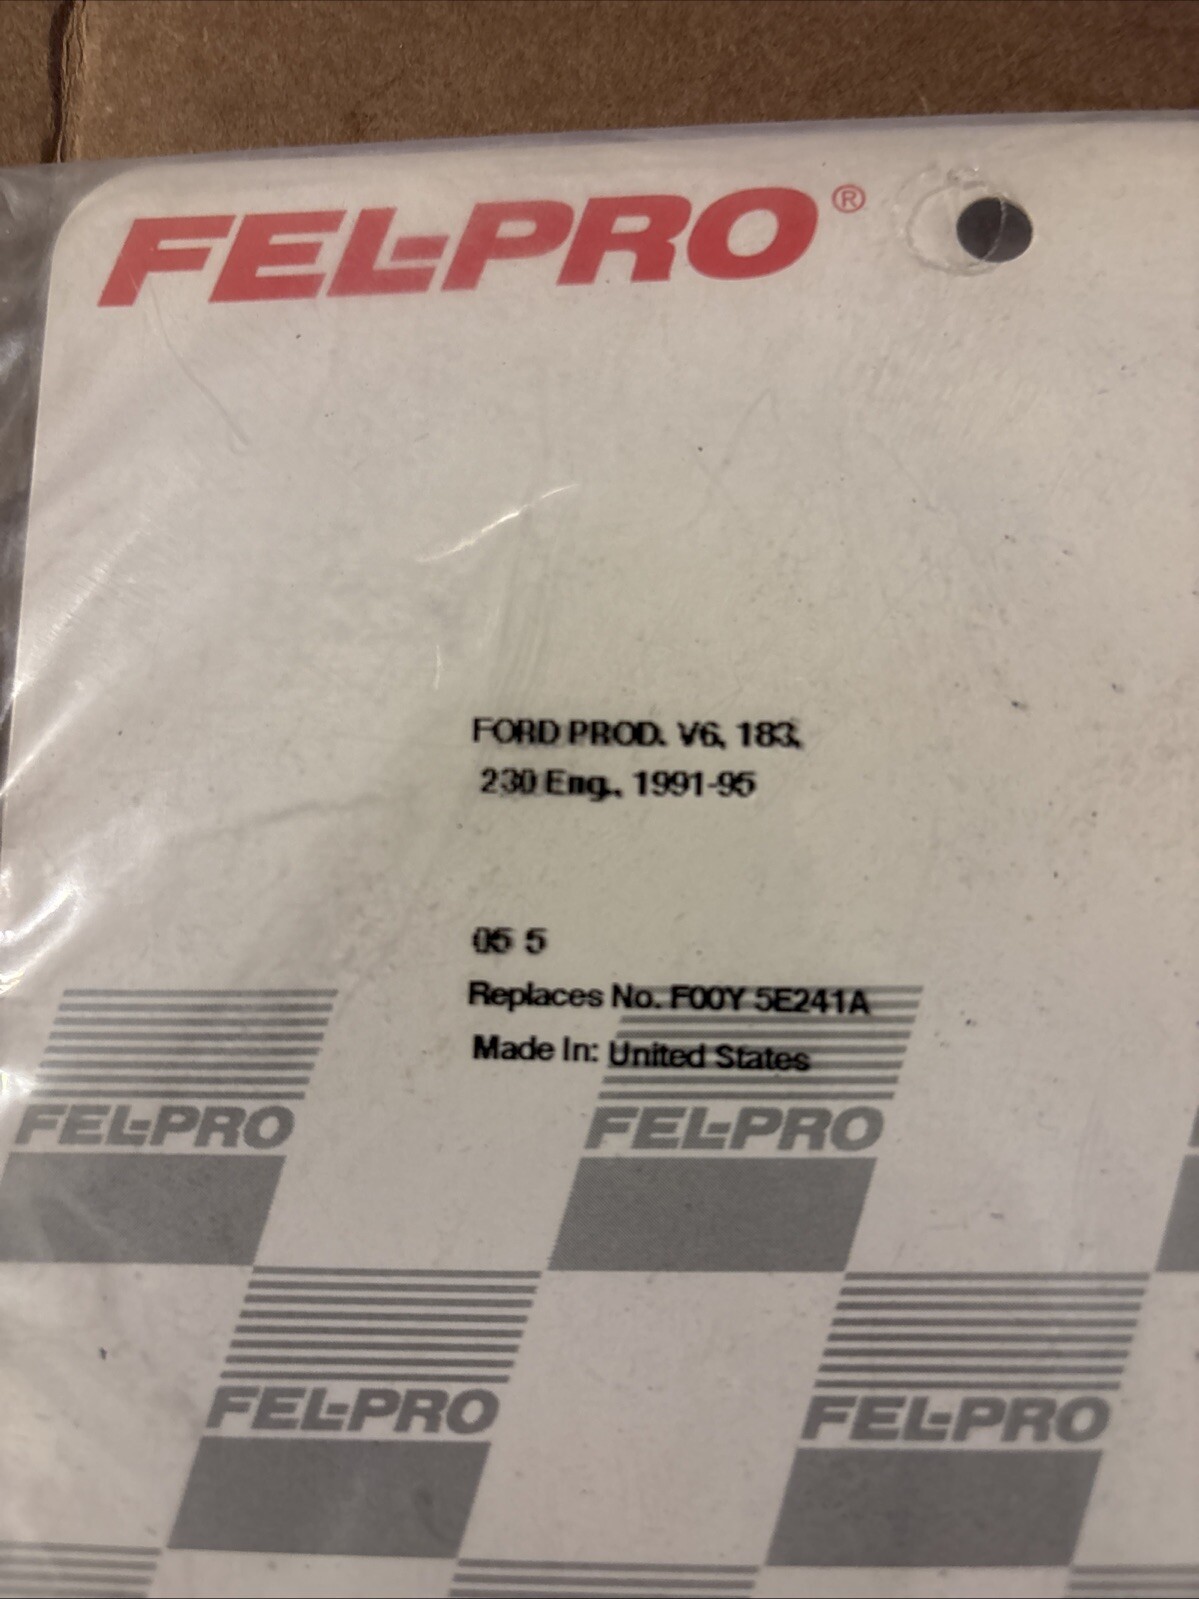 FEL-PRO®
FORD PROD. V6, 183,
230 Eng., 1991-95
05 5
Replaces No. F00Y 5E241A
Made In: United States
FEL-PRO
FEL-PRO
FEL-PRO
FEL-PRO